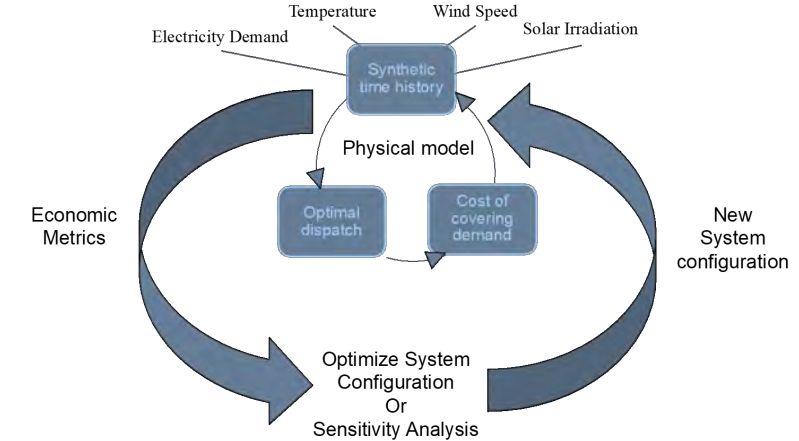 Temperature
Wind Speed
Electricity Demand
Solar Irradiation
Synthetic
time history
Physical model
Optimal
dispatch
Cost of
covering
demand
Economic
Metrics
New
System
configuration
Optimize System
Configuration
Or
Sensitivity Analysis